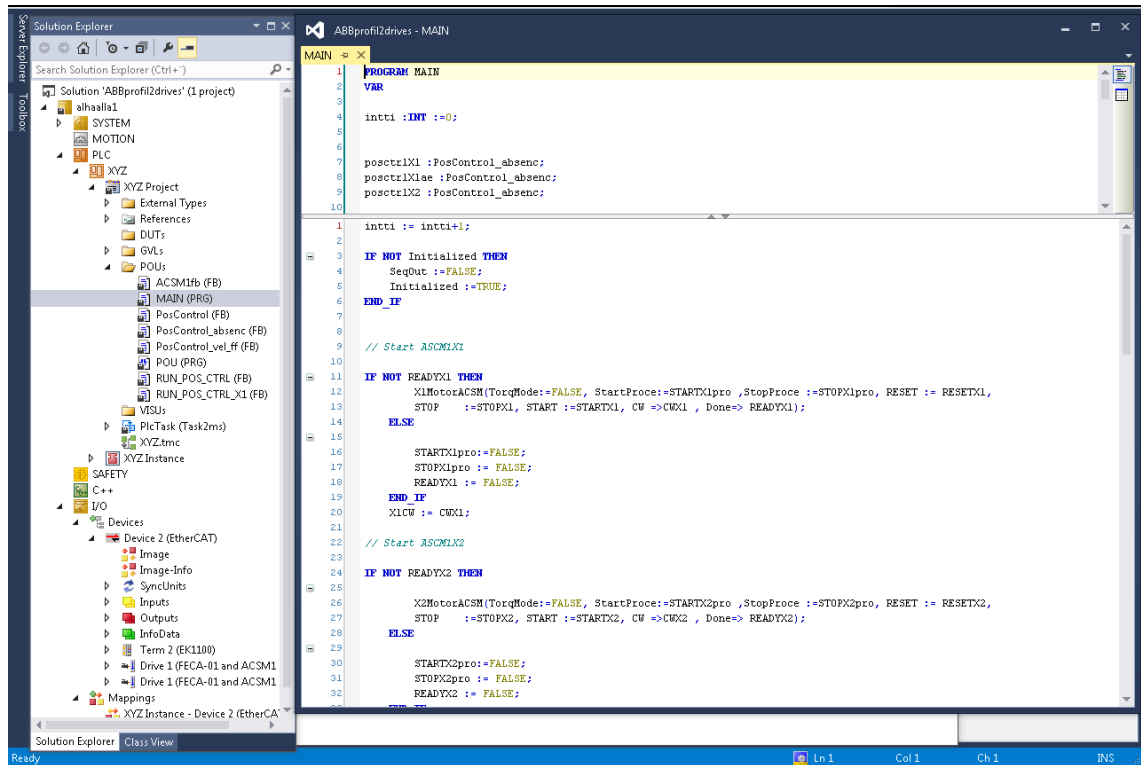 Server Explorer
Toolbox
Solution Explorer
Search Solution Explorer (Ctrl+¨)
Solution 'ABBprofil2drives' (1 project)
alhaalla1
SYSTEM
MOTION
PLC
XYZ
XYZ Project
External Types
References
DUTs
GVLs
POUs
ACSM1fb (FB)
MAIN (PRG)
PosControl (FB)
PosControl_absenc (FB)
PosControl_vel_ff (FB)
POU (PRG)
RUN_POS_CTRL (FB)
RUN_POS_CTRL_X1 (FB)
VISUs
PlcTask (Task2ms)
XYZ.tmc
XYZ Instance
SAFETY
C++
I/O
Devices
Device 2 (EtherCAT)
Image
Image-Info
SyncUnits
Inputs
Outputs
InfoData
Term 2 (EK1100)
Drive 1 (FECA-01 and ACSM1
Drive 1 (FECA-01 and ACSM1
Mappings
XYZ Instance - Device 2 (EtherCA
Solution Explorer Class View
ABBprofil2drives - MAIN
MAIN
1 PROGRAM MAIN
2 VAR
3
4 intti :INT :=0;
5
6
7 posctrlX1 :PosControl_absenc;
8 posctrlX1ae :PosControl_absenc;
9 posctrlX2 :PosControl_absenc;
10
1 intti := intti+1;
2
3 IF NOT Initialized THEN
4 SeqOut :=FALSE;
5 Initialized :=TRUE;
6 END_IF
7
8
9 // Start ASCM1X1
10
11 IF NOT READYX1 THEN
12 X1MotorACSM(TorqMode:=FALSE, StartProce:=STARTX1pro ,StopProce :=STOPX1pro, RESET := RESETX1,
13 STOP :=STOPX1, START :=STARTX1, CW =>CWX1 , Done=> READYX1);
14 ELSE
15
16 STARTX1pro:=FALSE;
17 STOPX1pro := FALSE;
18 READYX1 := FALSE;
19 END_IF
20 X1CW := CWX1;
21
22 // Start ASCM1X2
23
24 IF NOT READYX2 THEN
25
26 X2MotorACSM(TorqMode:=FALSE, StartProce:=STARTX2pro ,StopProce :=STOPX2pro, RESET := RESETX2,
27 STOP :=STOPX2, START :=STARTX2, CW =>CWX2 , Done=> READYX2);
28 ELSE
29
30 STARTX2pro:=FALSE;
31 STOPX2pro := FALSE;
32 READYX2 := FALSE;
Ready Ln 1 Col 1 Ch 1 INS